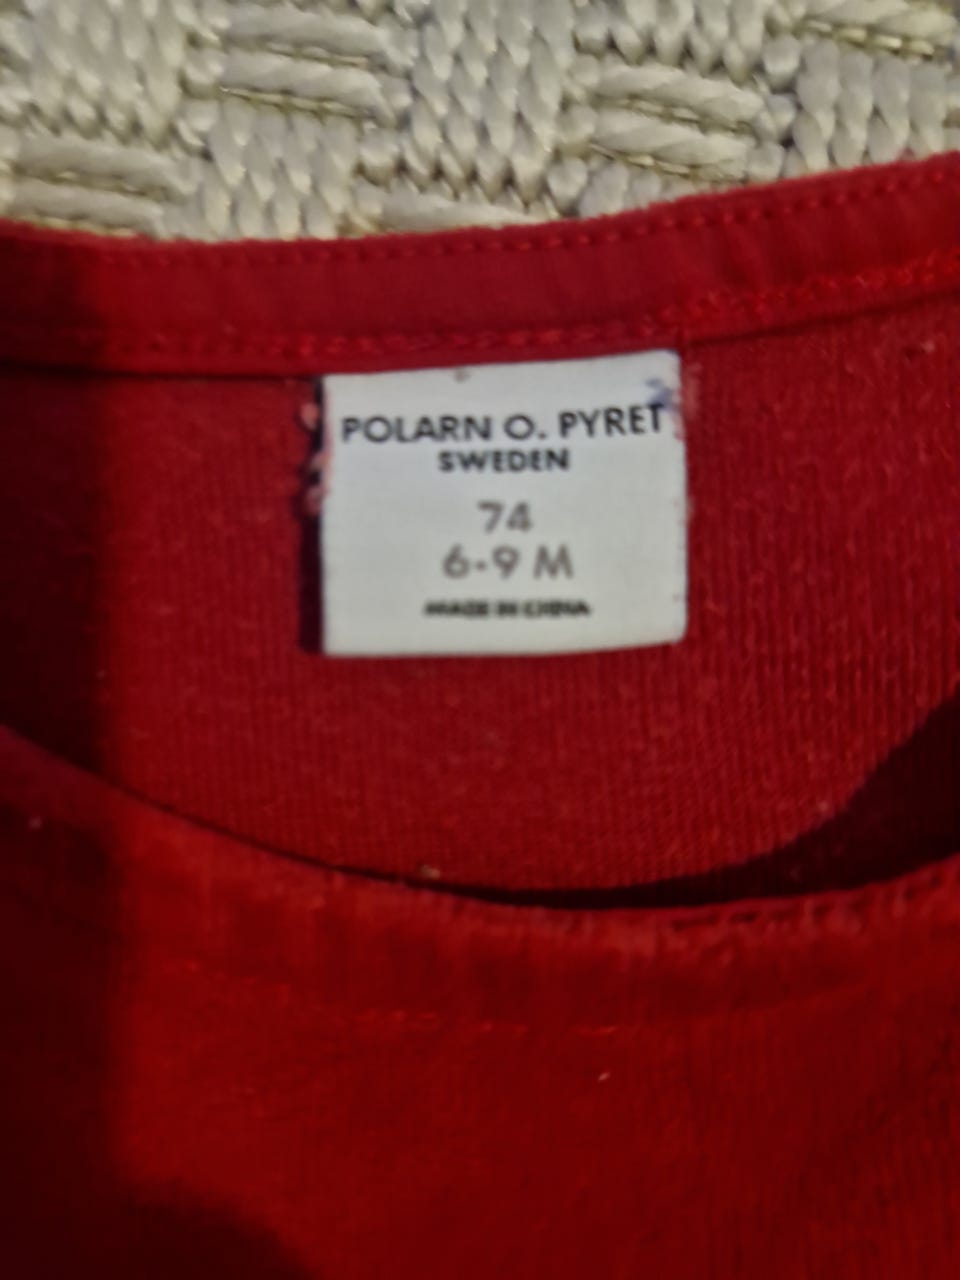 POLARN O. PYRET
SWEDEN
74
6-9 M
MADE IN CHINA